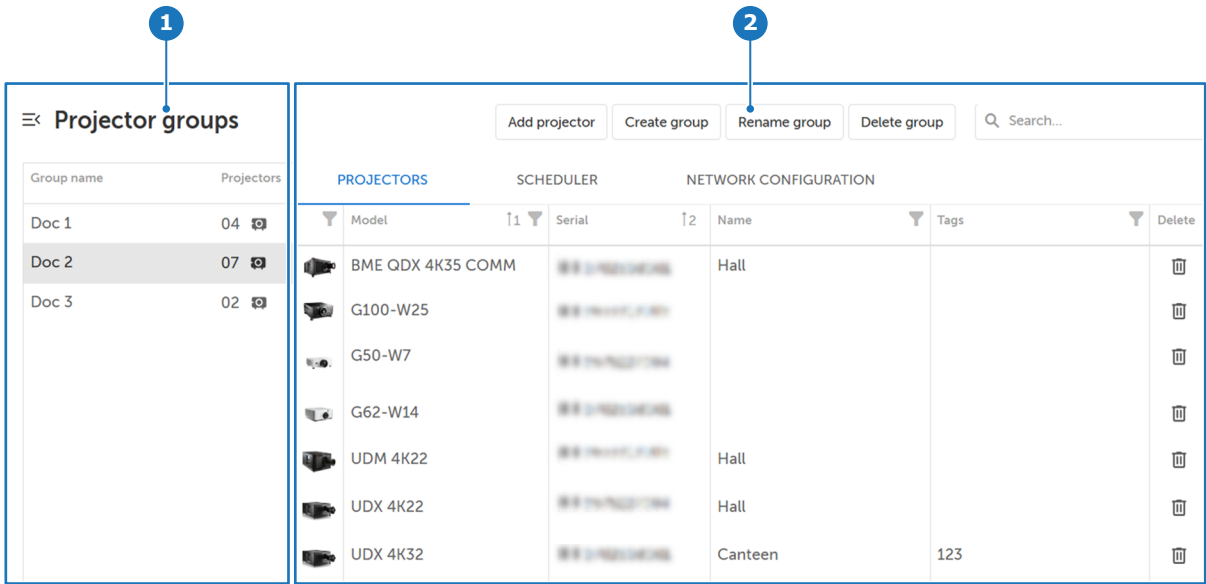 1
2
Projector groups
Add projector Create group Rename group Delete group Search...
Group name Projectors
PROJECTORS SCHEDULER NETWORK CONFIGURATION
Model 1 Serial 2 Name Tags Delete
Doc 1 04
Doc 2 07
Doc 3 02
BME QDX 4K35 COMM Hall
G100-W25
G50-W7
G62-W14
UDM 4K22 Hall
UDX 4K22 Hall
UDX 4K32 Canteen 123